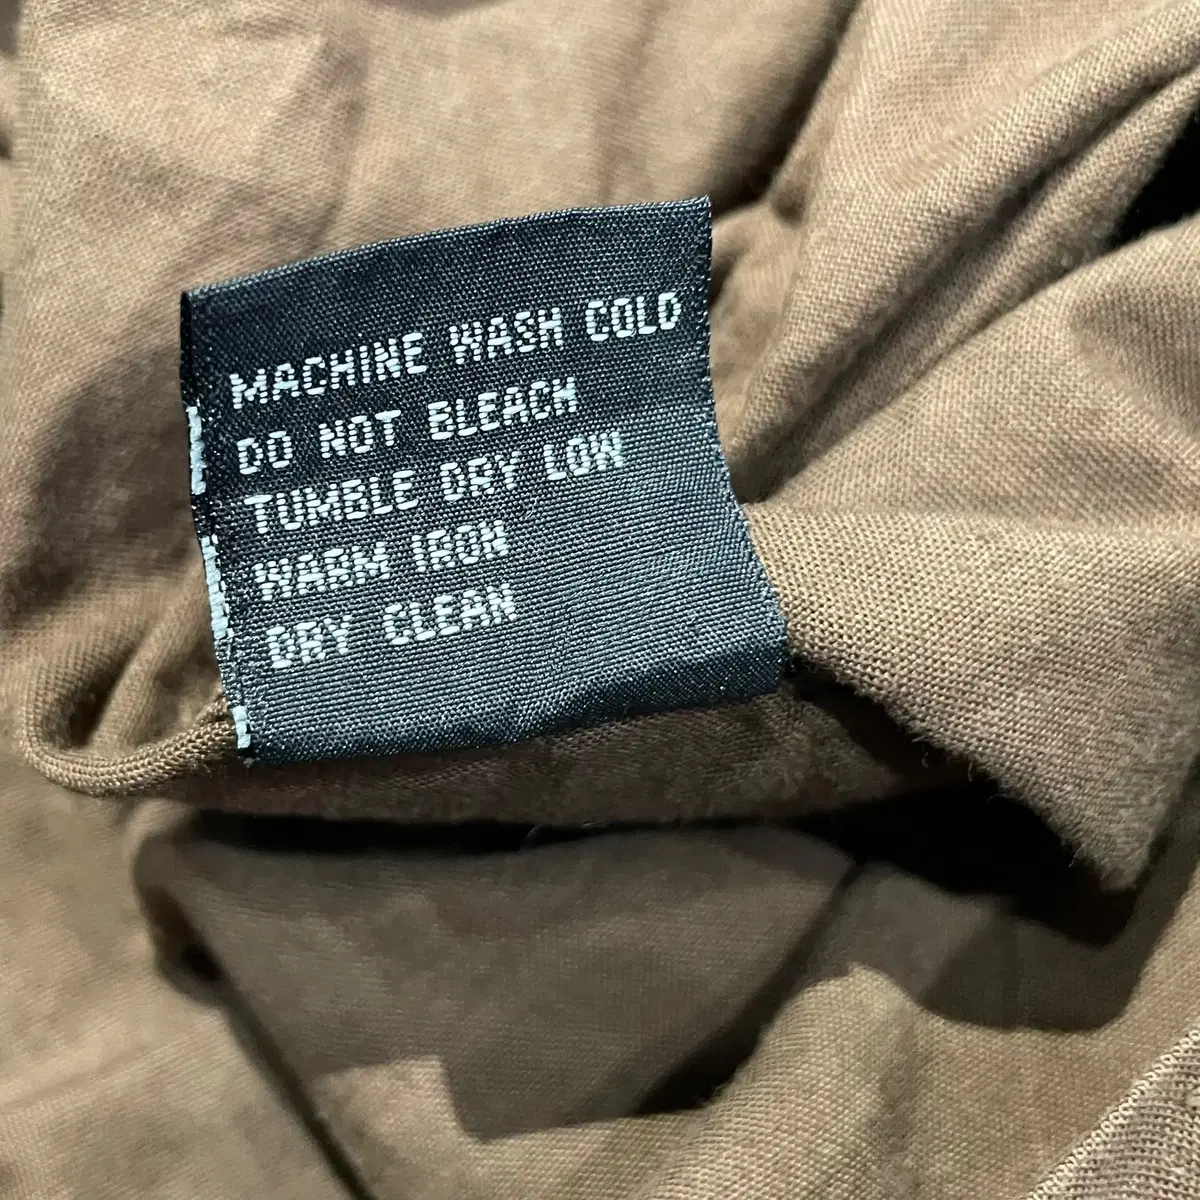 MACHINE WASH COLD
DO NOT BLEACH
TUMBLE DRY LOW
WARM IRON
DRY CLEAN